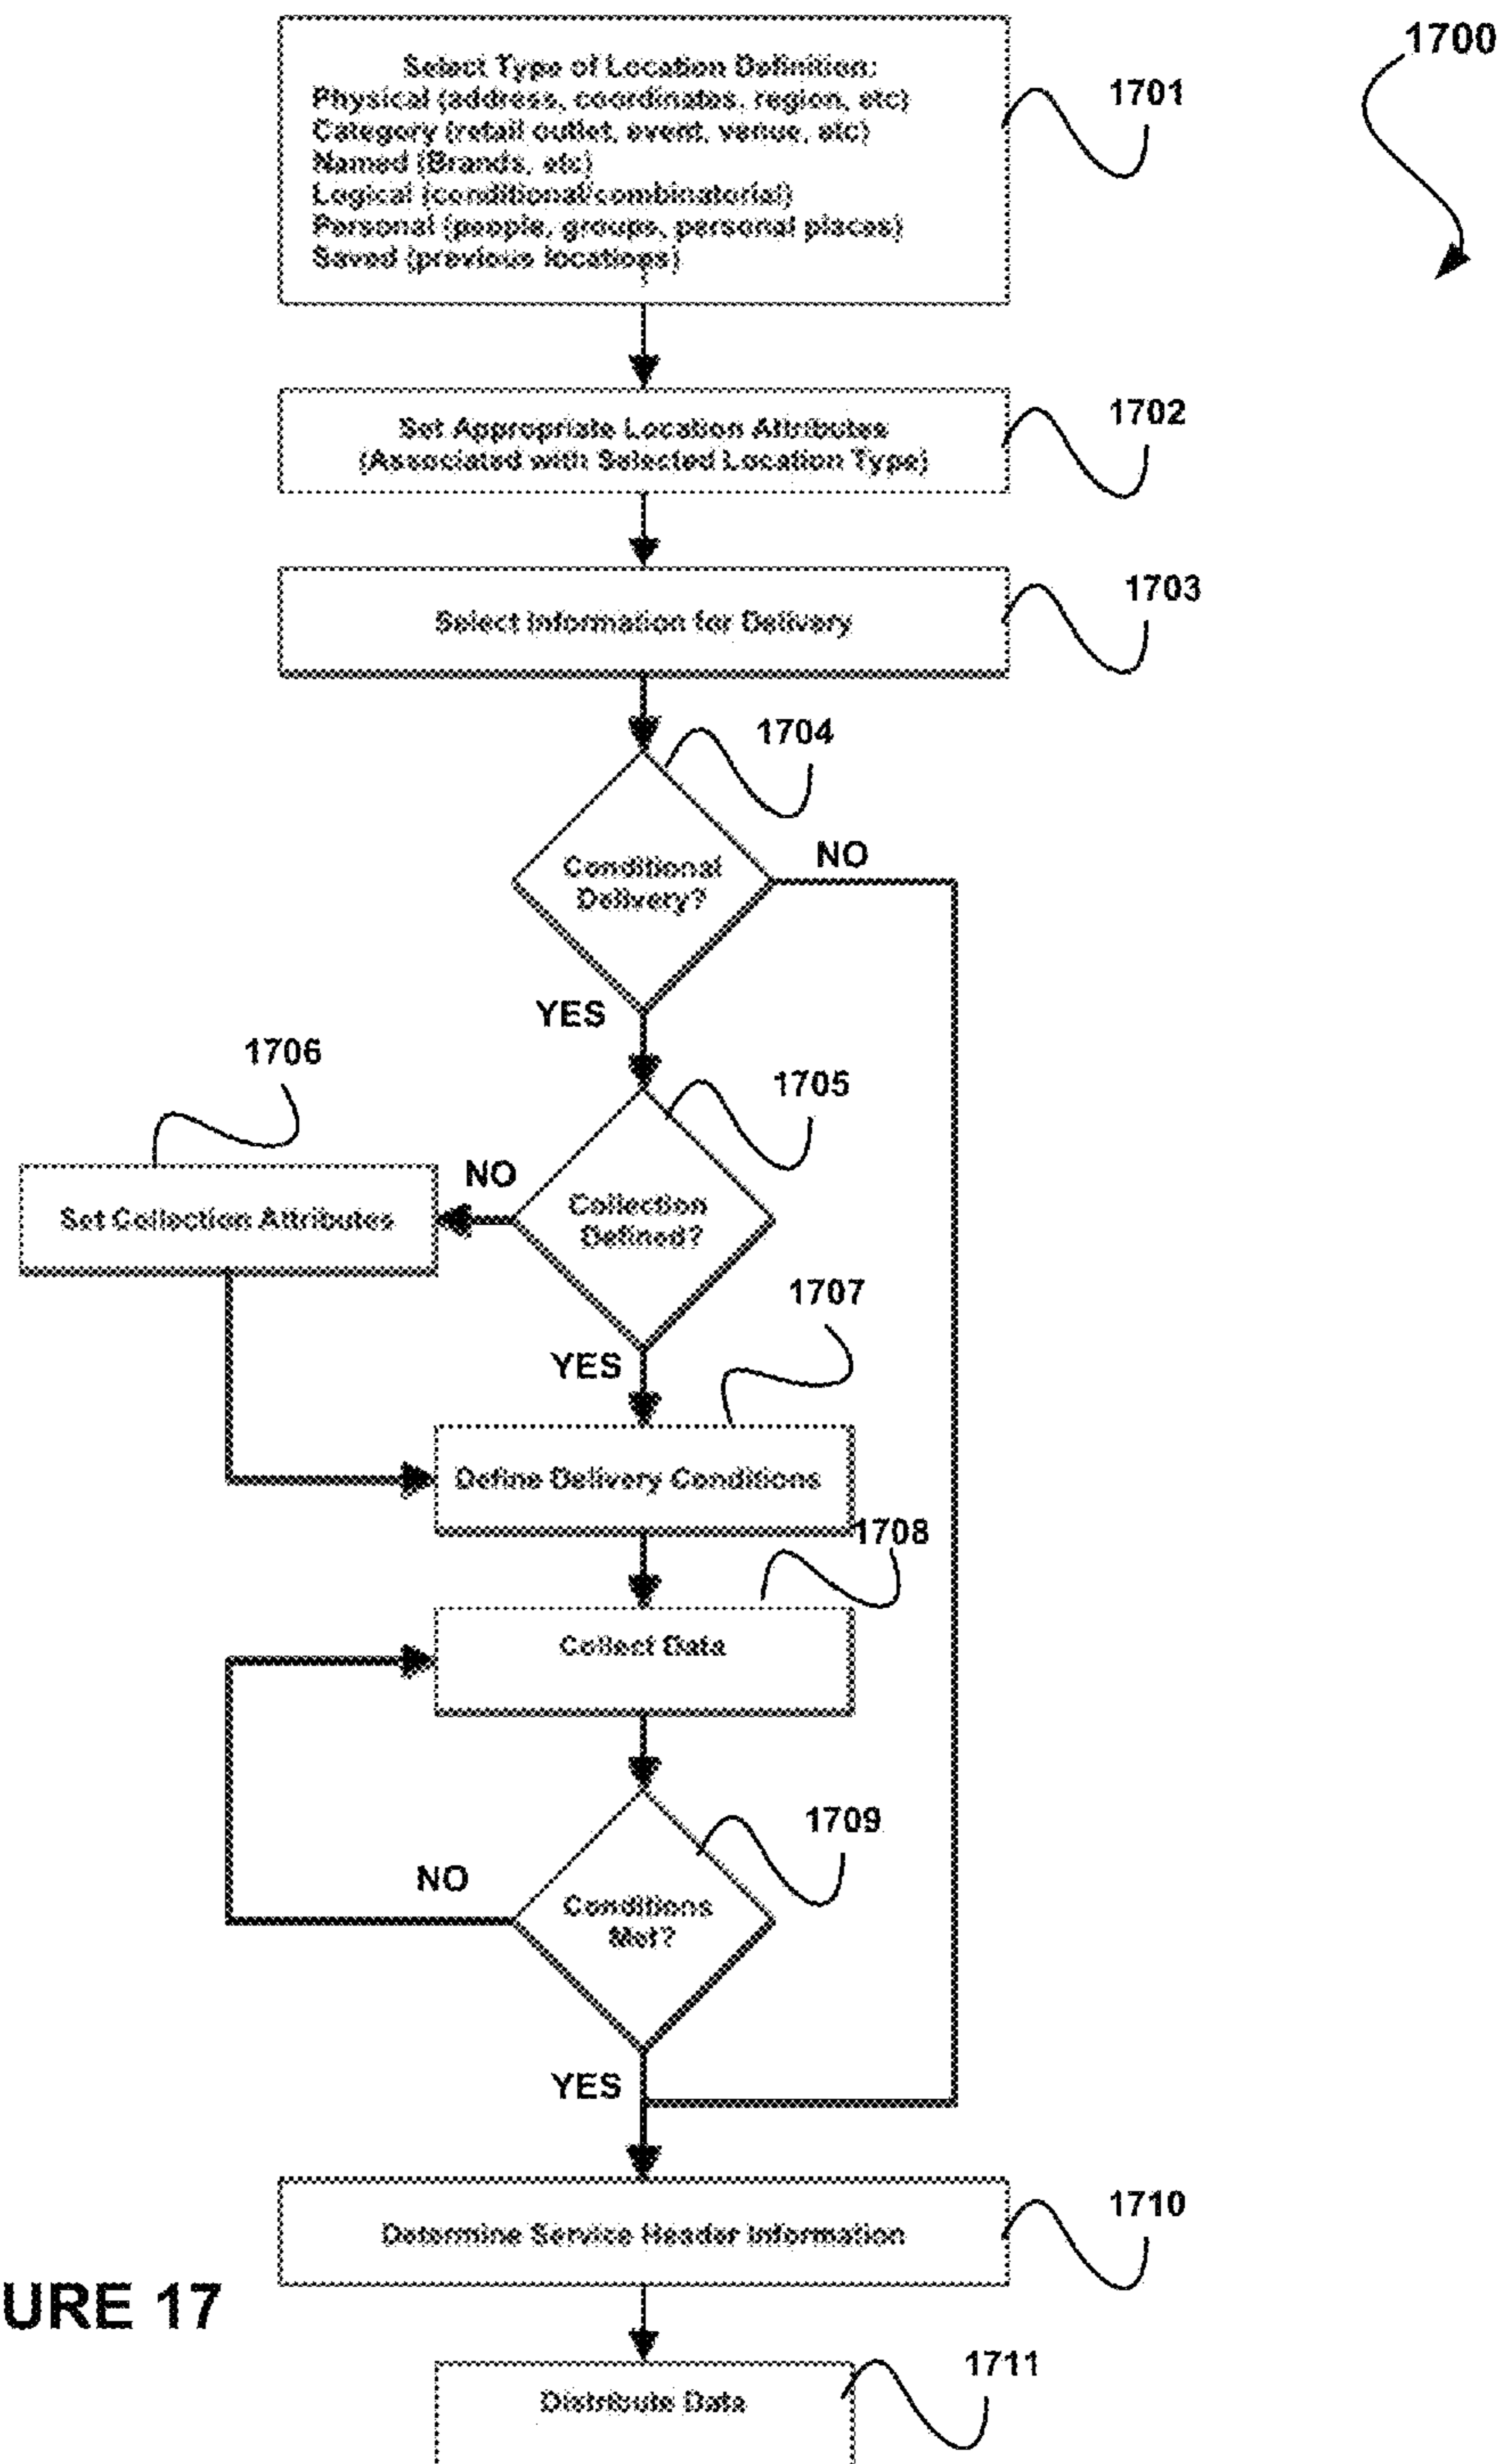 1700
Select Type of Location Definition:
Physical (address, coordinates, region, etc)
Category (retail outlet, event, venue, etc)
Named (Brands, etc)
Logical (conditional/combinatorial)
Personal (people, groups, personal places)
Saved (previous locations)
1701
Set Appropriate Location Attributes
(Associated with Selected Location Type)
1702
Select Information for Delivery
1703
1704
Conditional
Delivery?
NO
YES
1706
1705
Set Collection Attributes
NO
Collection
Defined?
1707
YES
Define Delivery Conditions
1708
Collect Data
1709
NO
Conditions
Met?
YES
Determine Service Header Information
1710
URE 17
1711
Distribute Data